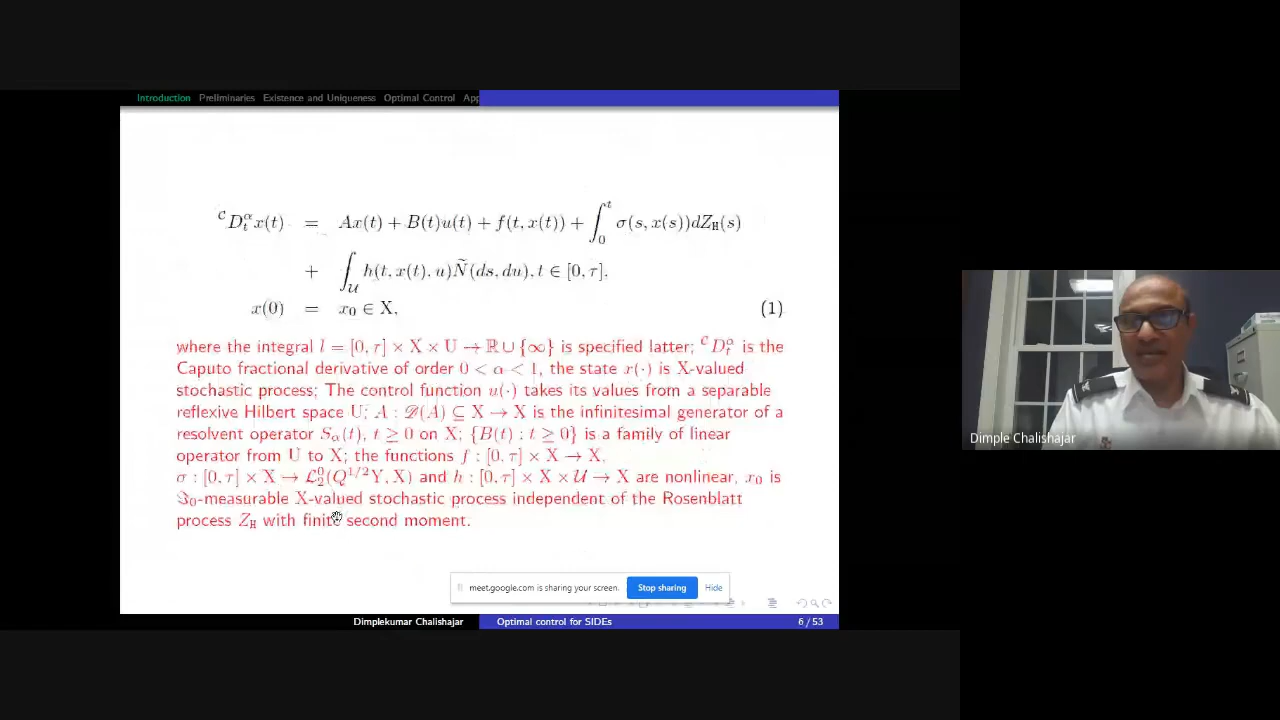 Introduction Preliminaries Existence and Uniqueness Optimal Control App
ᶜDₜᵅx(t) = Ax(t) + B(t)u(t) + f(t, x(t)) + ∫₀ᵗ σ(s, x(s))dZ_H(s)
+ ∫_𝒰 h(t, x(t), u)Ñ(ds, du), t ∈ [0, τ],
x(0) = x₀ ∈ X, (1)
where the integral l = [0, τ] × X × U → ℝ ∪ {∞} is specified latter; ᶜDₜᵅ is the
Caputo fractional derivative of order 0 < α < 1, the state x(·) is X-valued
stochastic process; The control function u(·) takes its values from a separable
reflexive Hilbert space U; A : 𝒟(A) ⊆ X → X is the infinitesimal generator of a
resolvent operator S_α(t), t ≥ 0 on X; {B(t) : t ≥ 0} is a family of linear
operator from U to X; the functions f : [0, τ] × X → X,
σ : [0, τ] × X → ℒ₂⁰(Q^{1/2}Y, X) and h : [0, τ] × X × 𝒰 → X are nonlinear, x₀ is
ℑ₀-measurable X-valued stochastic process independent of the Rosenblatt
process Z_H with finite second moment.
meet.google.com is sharing your screen. Stop sharing Hide
Dimplekumar Chalishajar Optimal control for SIDEs 6 / 53
Dimple Chalishajar